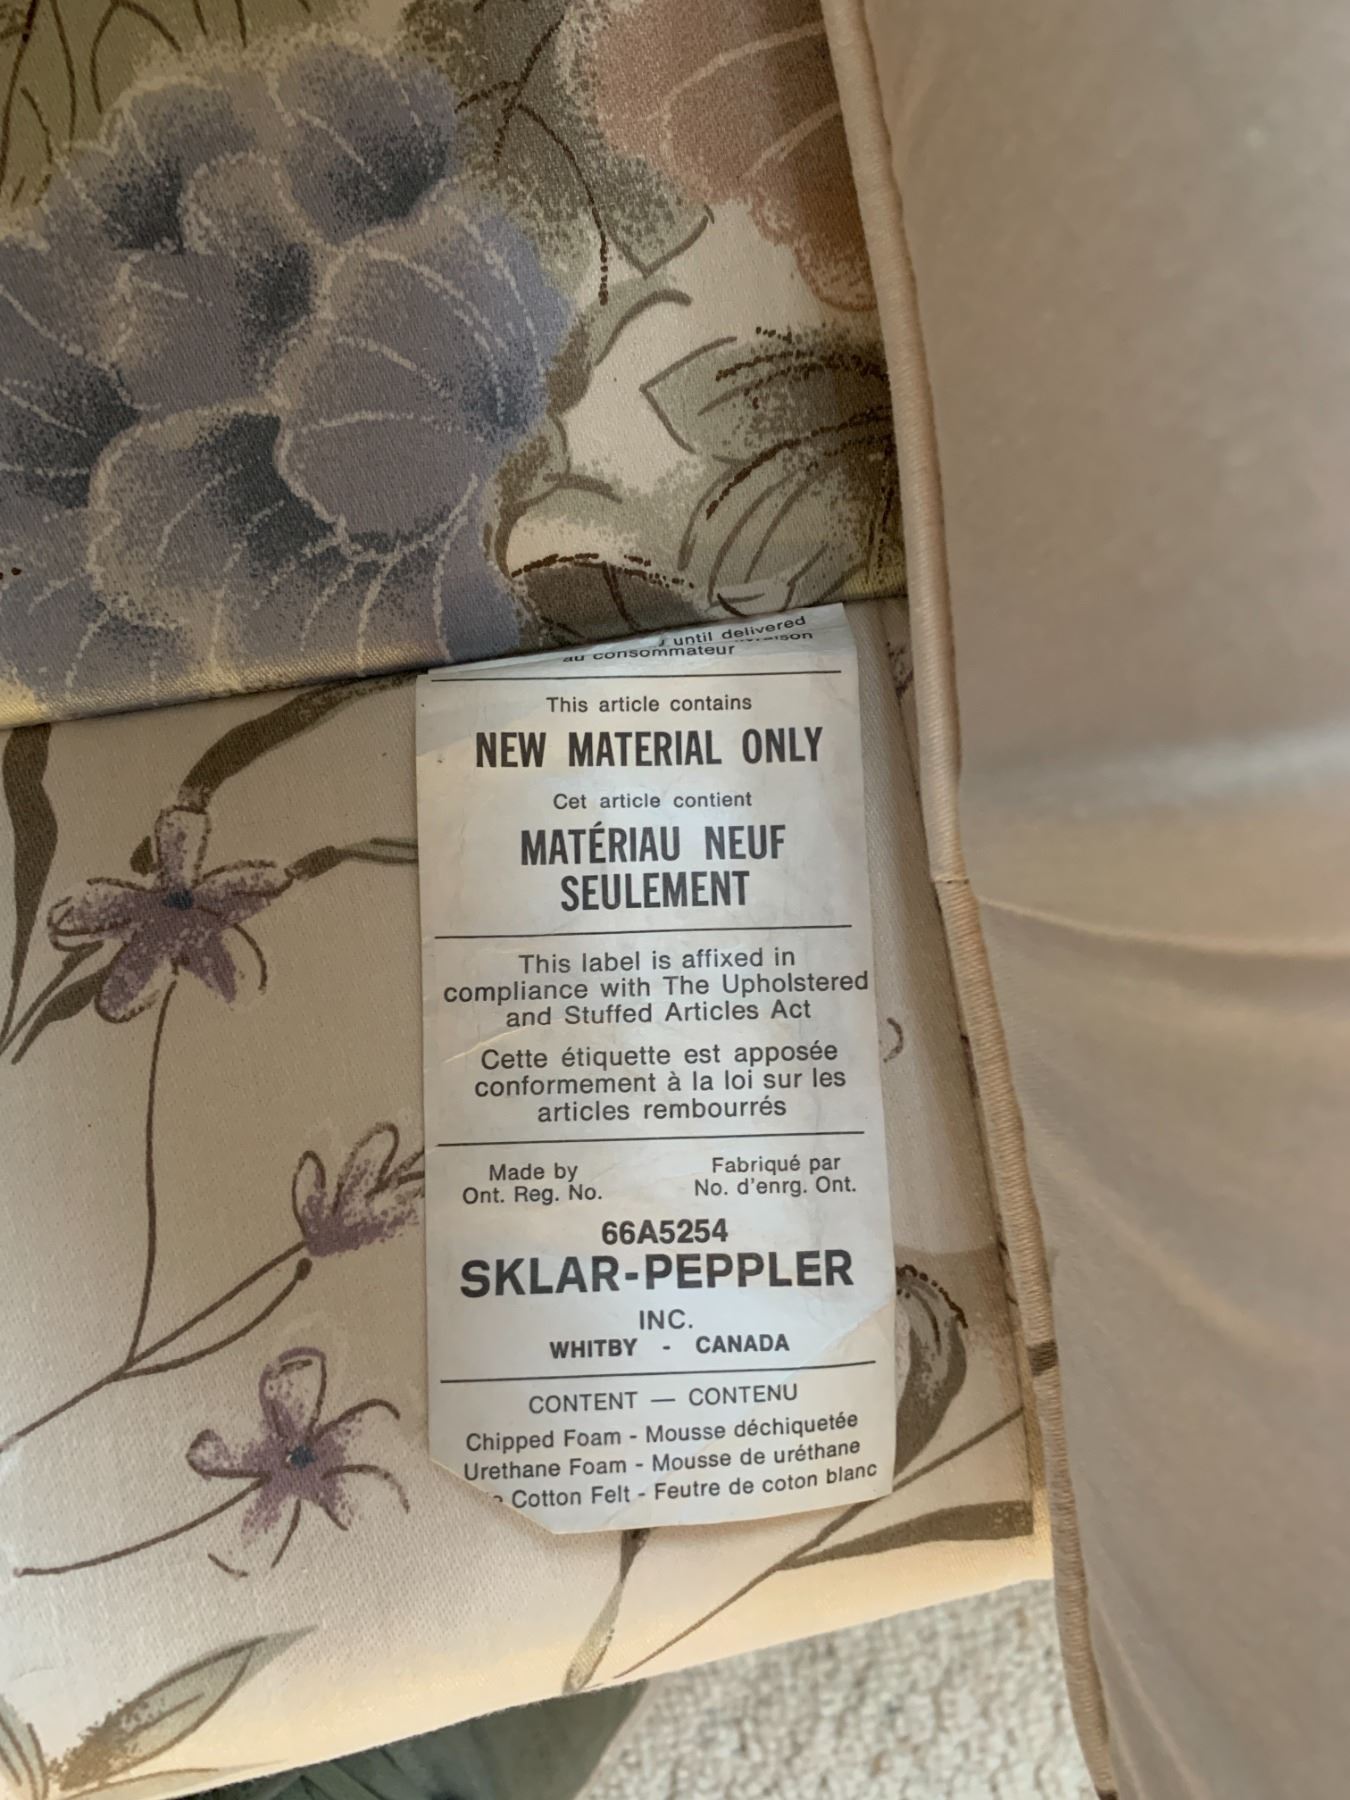 until delivered
au consommateur
This article contains
NEW MATERIAL ONLY
Cet article contient
MATÉRIAU NEUF
SEULEMENT
This label is affixed in
compliance with The Upholstered
and Stuffed Articles Act
Cette étiquette est apposée
conformement à la loi sur les
articles rembourrés
Made by Fabriqué par
Ont. Reg. No. No. d'enrg. Ont.
66A5254
SKLAR-PEPPLER
INC.
WHITBY - CANADA
CONTENT — CONTENU
Chipped Foam - Mousse déchiquetée
Urethane Foam - Mousse de uréthane
Cotton Felt - Feutre de coton blanc